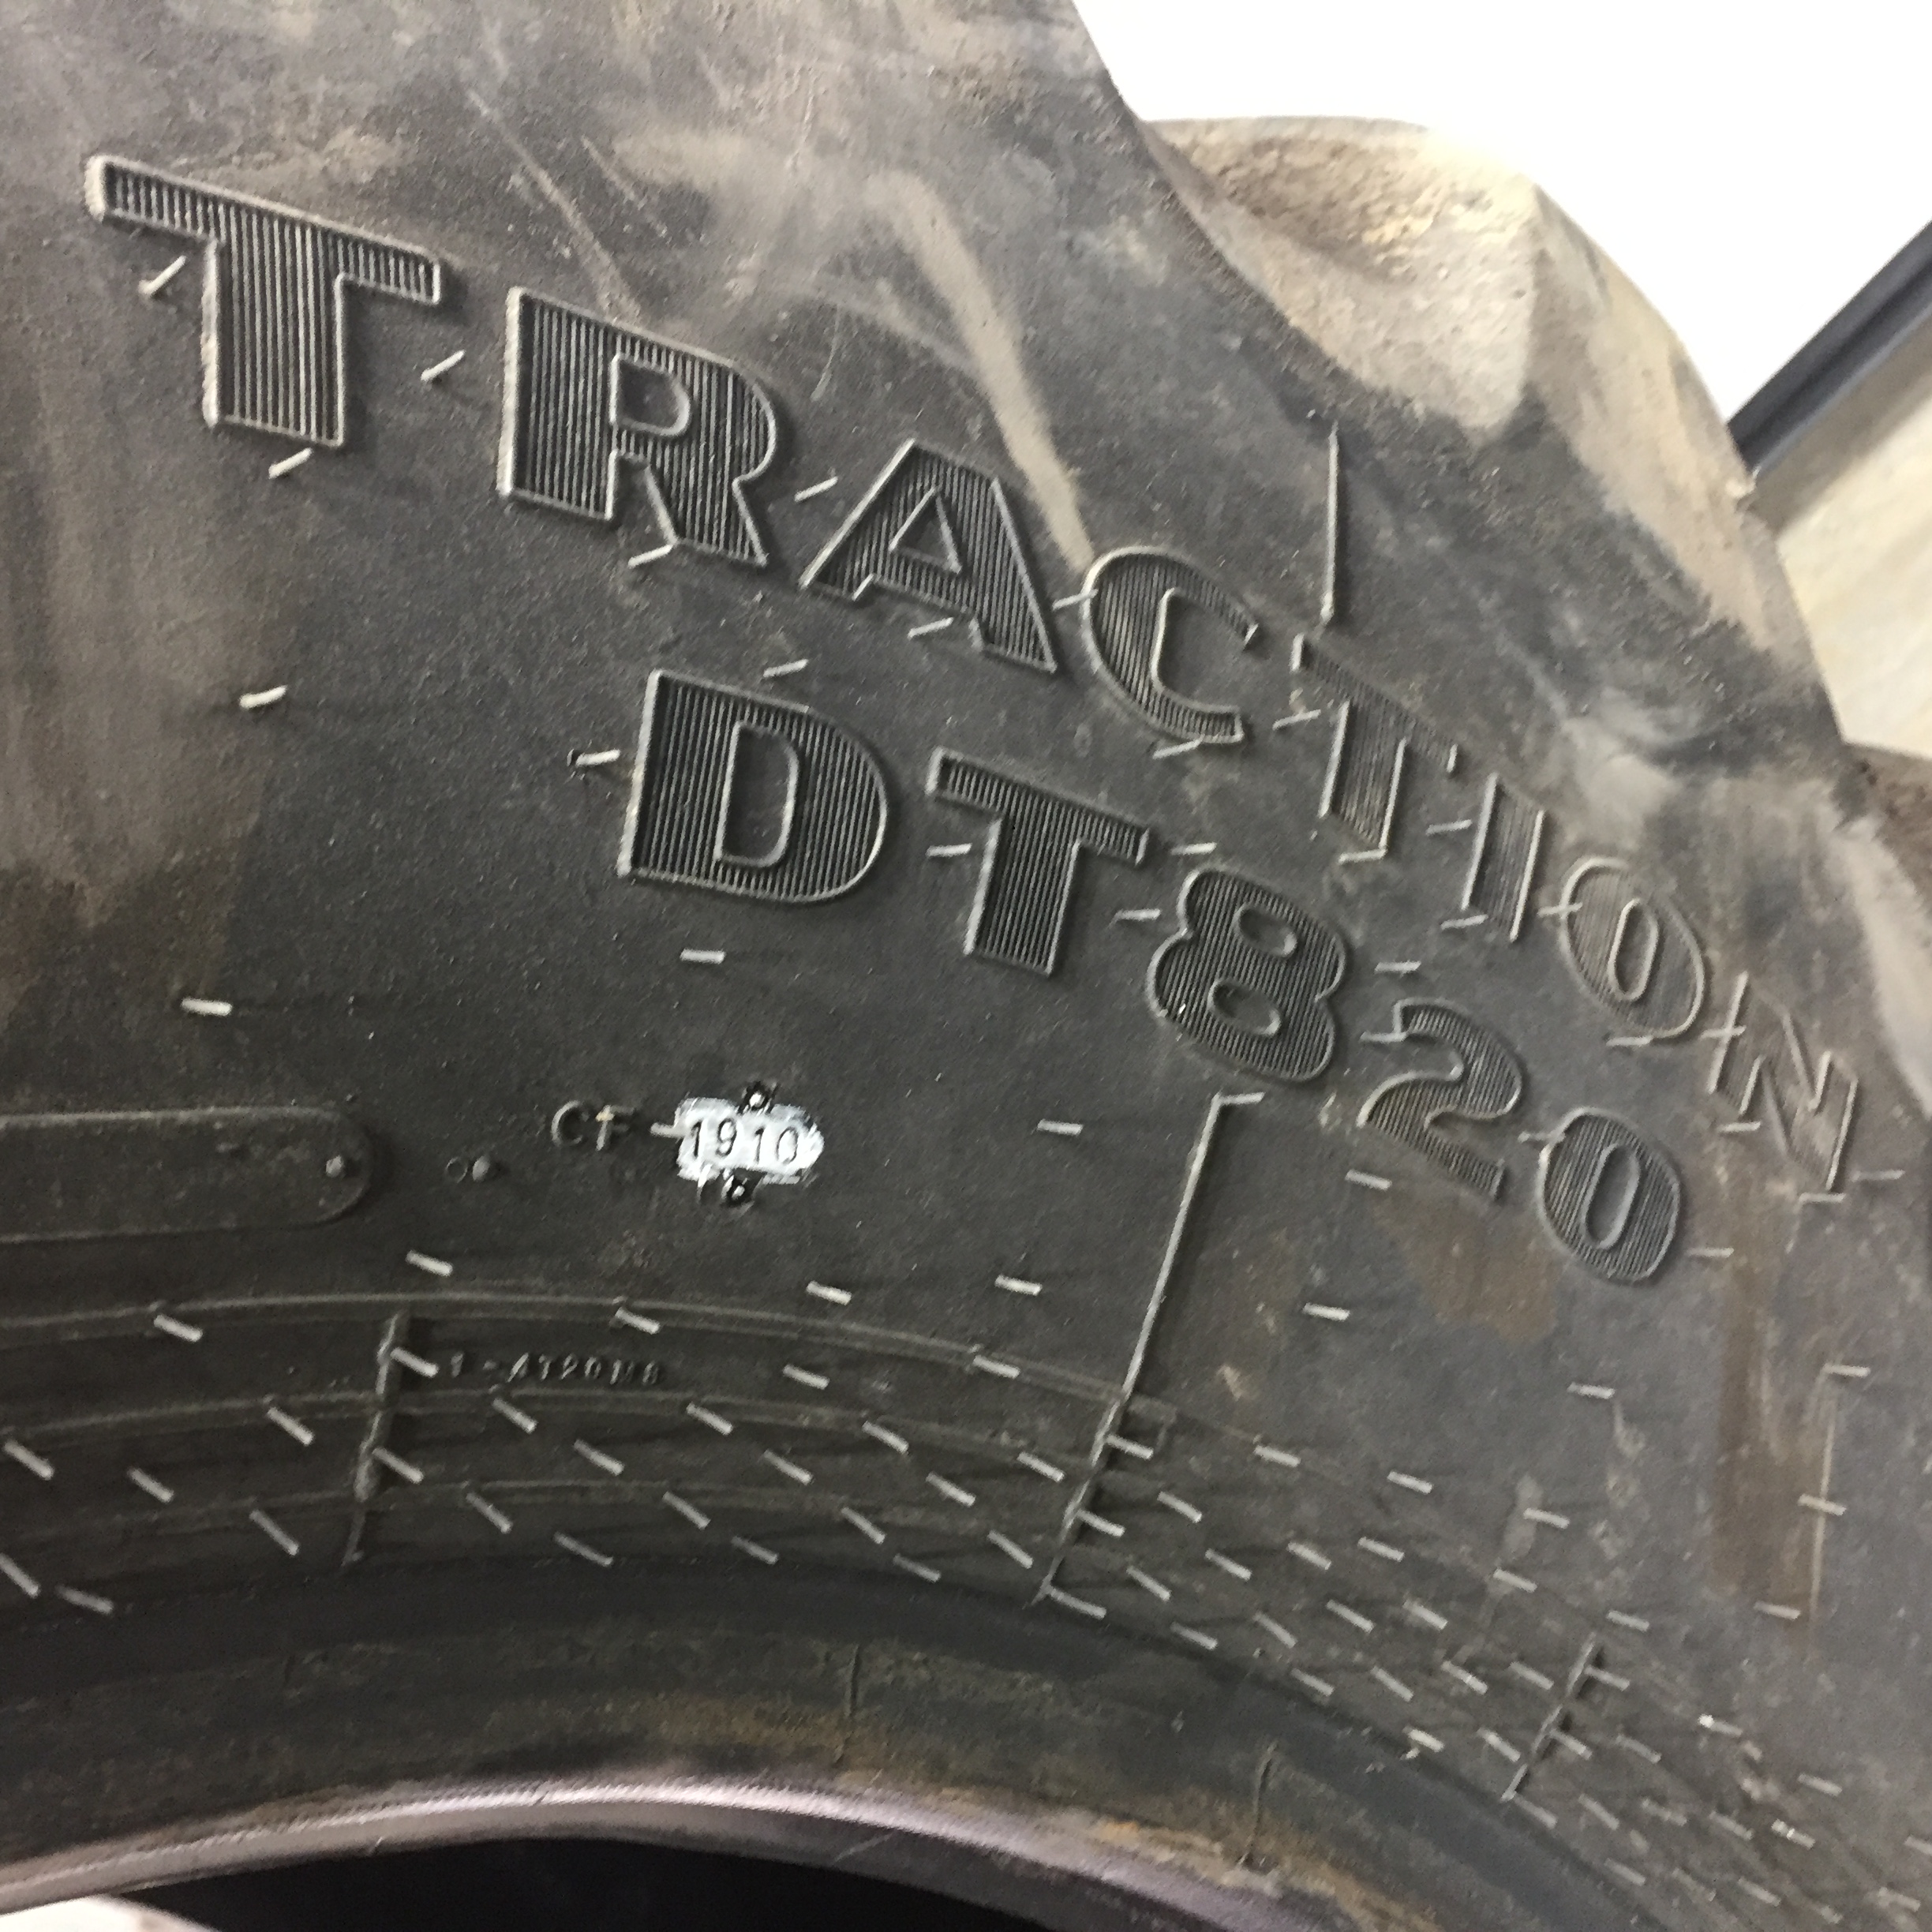 TRACTION
DT820
CF 1910